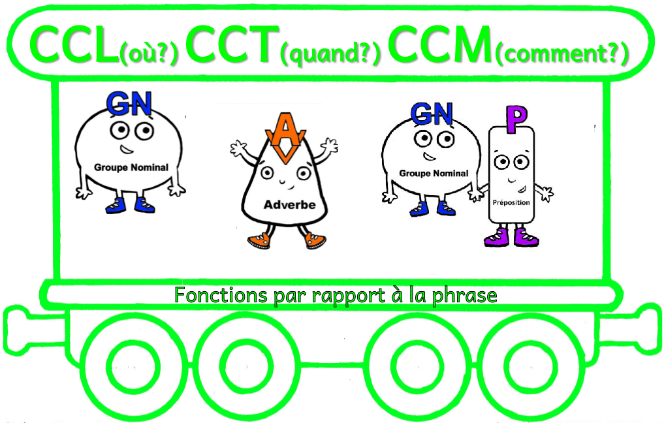 CCL(où?) CCT(quand?) CCM(comment?)
GN
Groupe Nominal
A
Adverbe
GN
Groupe Nominal
P
Préposition
Fonctions par rapport à la phrase